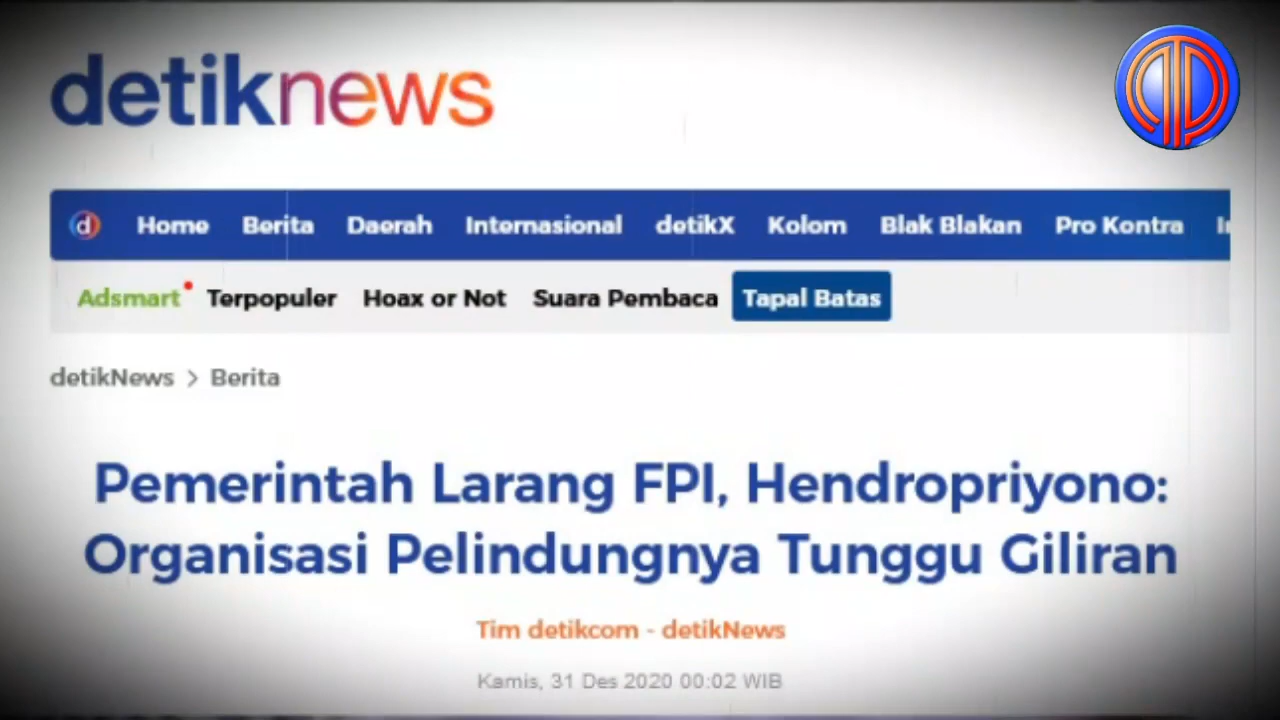 detiknews
Home Berita Daerah Internasional detikX Kolom Blak Blakan Pro Kontra
Adsmart Terpopuler Hoax or Not Suara Pembaca Tapal Batas
detikNews > Berita
Pemerintah Larang FPI, Hendropriyono:
Organisasi Pelindungnya Tunggu Giliran
Tim detikcom - detikNews
Kamis, 31 Des 2020 00:02 WIB